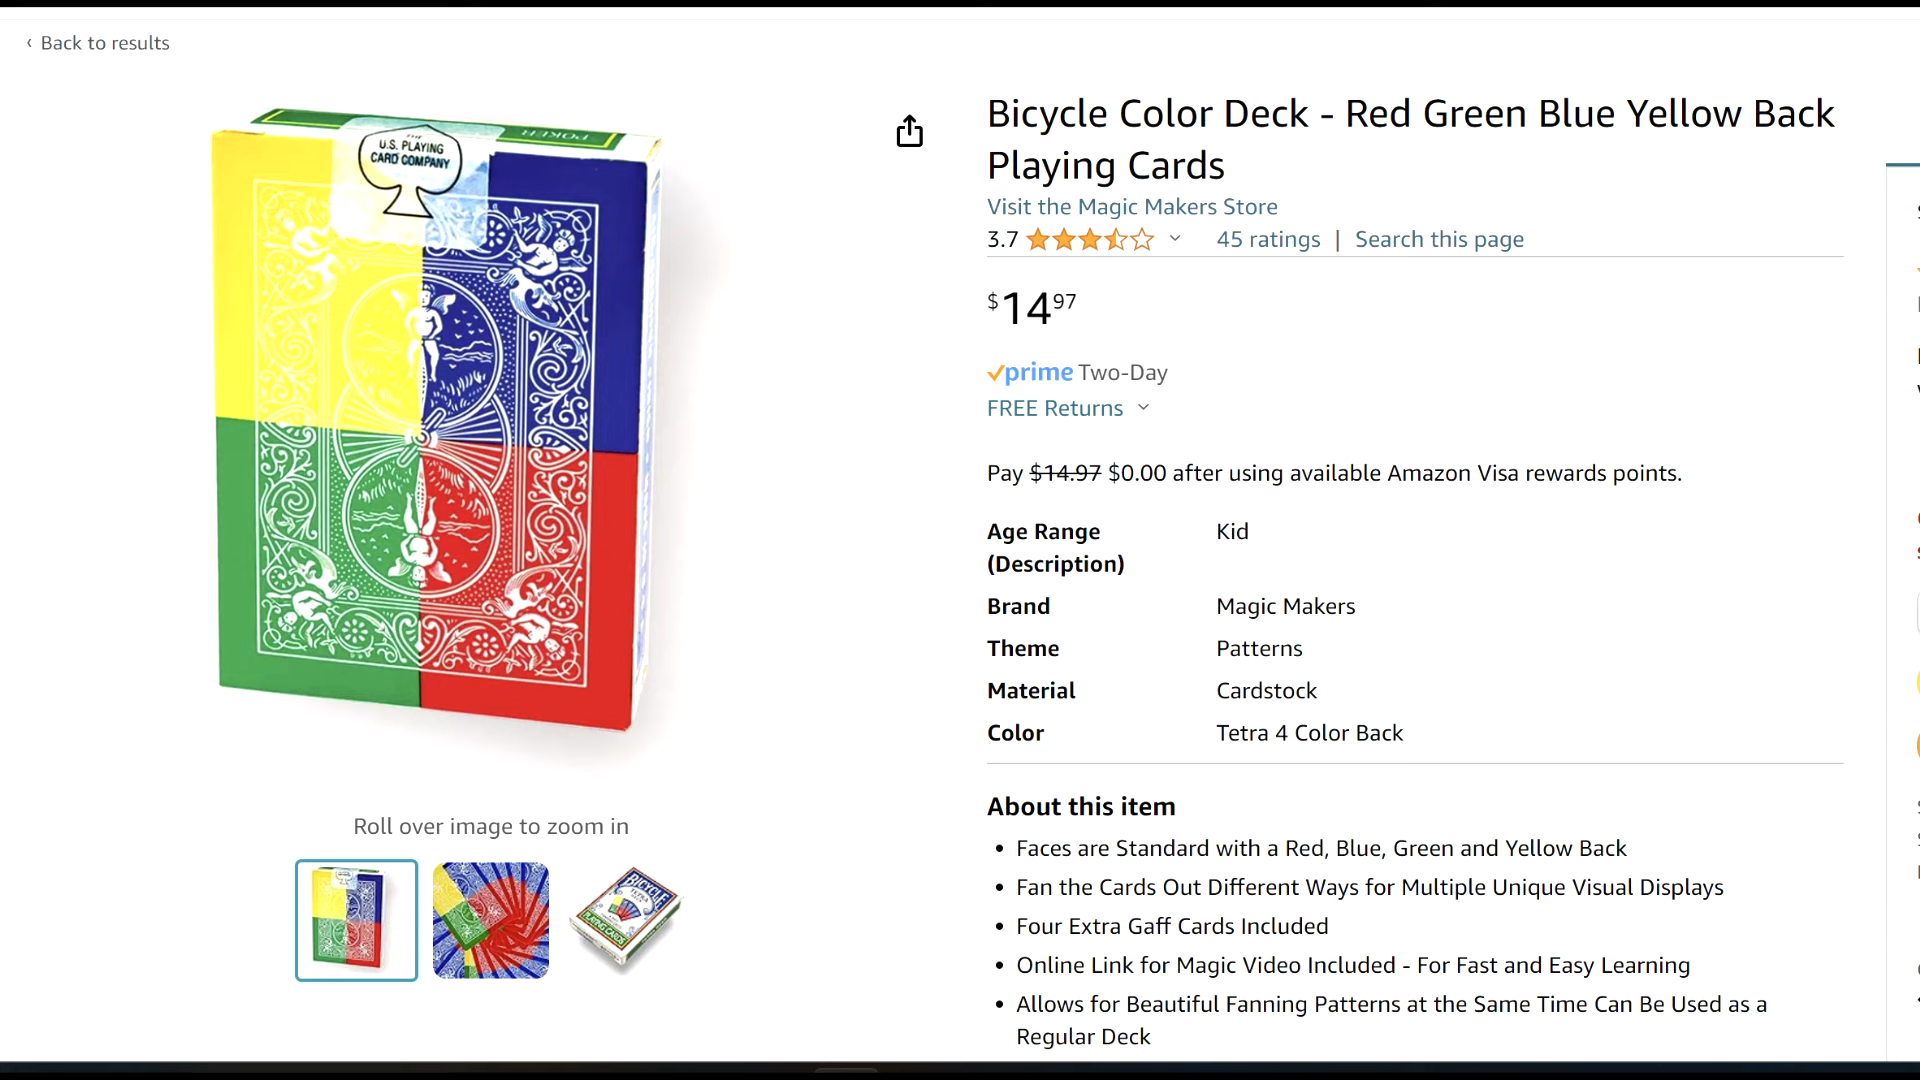 ‹ Back to results
POKER
THE
U.S. PLAYING
CARD COMPANY
Roll over image to zoom in
BICYCLE
TETRA
PLAYING CARDS
Bicycle Color Deck - Red Green Blue Yellow Back
Playing Cards
Visit the Magic Makers Store
3.7
45 ratings | Search this page
$14 97
prime Two-Day
FREE Returns
Pay $14.97 $0.00 after using available Amazon Visa rewards points.
Age Range Kid
(Description)
Brand Magic Makers
Theme Patterns
Material Cardstock
Color Tetra 4 Color Back
About this item
• Faces are Standard with a Red, Blue, Green and Yellow Back
• Fan the Cards Out Different Ways for Multiple Unique Visual Displays
• Four Extra Gaff Cards Included
• Online Link for Magic Video Included - For Fast and Easy Learning
• Allows for Beautiful Fanning Patterns at the Same Time Can Be Used as a
Regular Deck